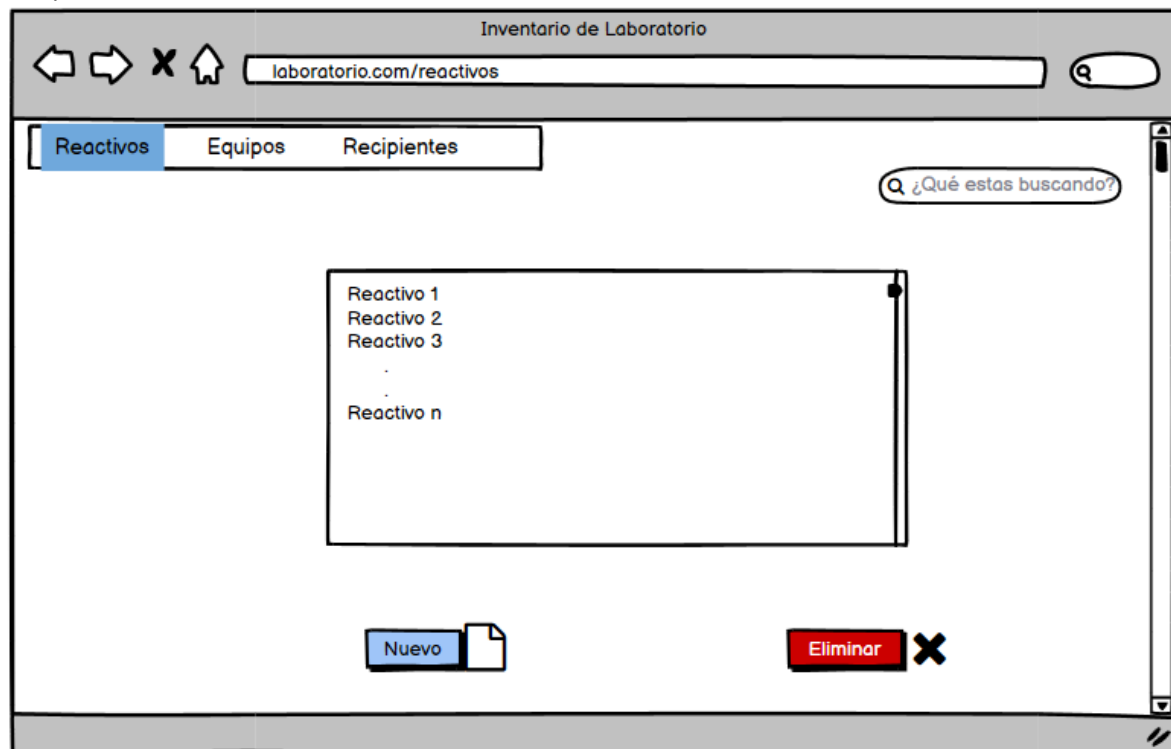 Inventario de Laboratorio
laboratorio.com/reactivos
Reactivos Equipos Recipientes
¿Qué estas buscando?
Reactivo 1
Reactivo 2
Reactivo 3
.
.
Reactivo n
Nuevo Eliminar